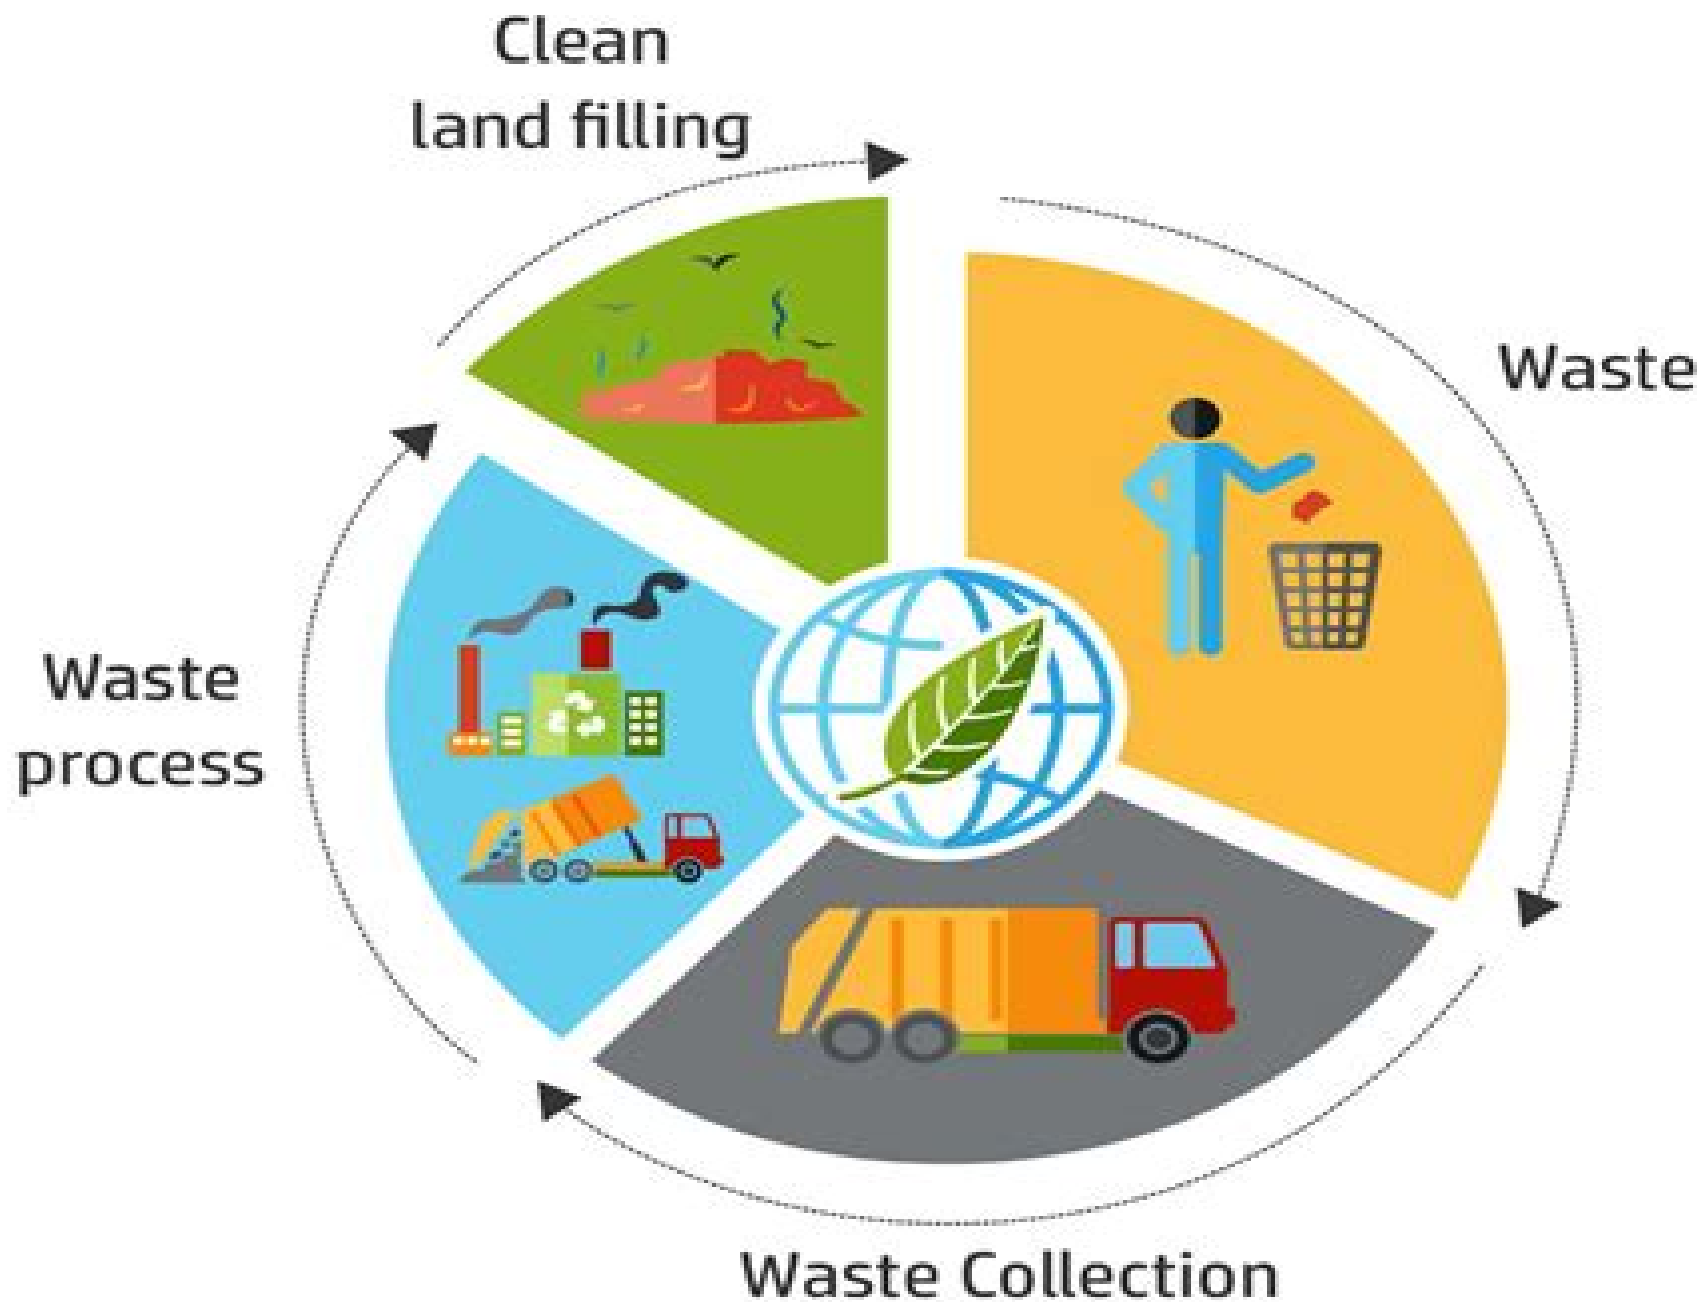 Clean
land filling
Waste
Waste
process
Waste Collection